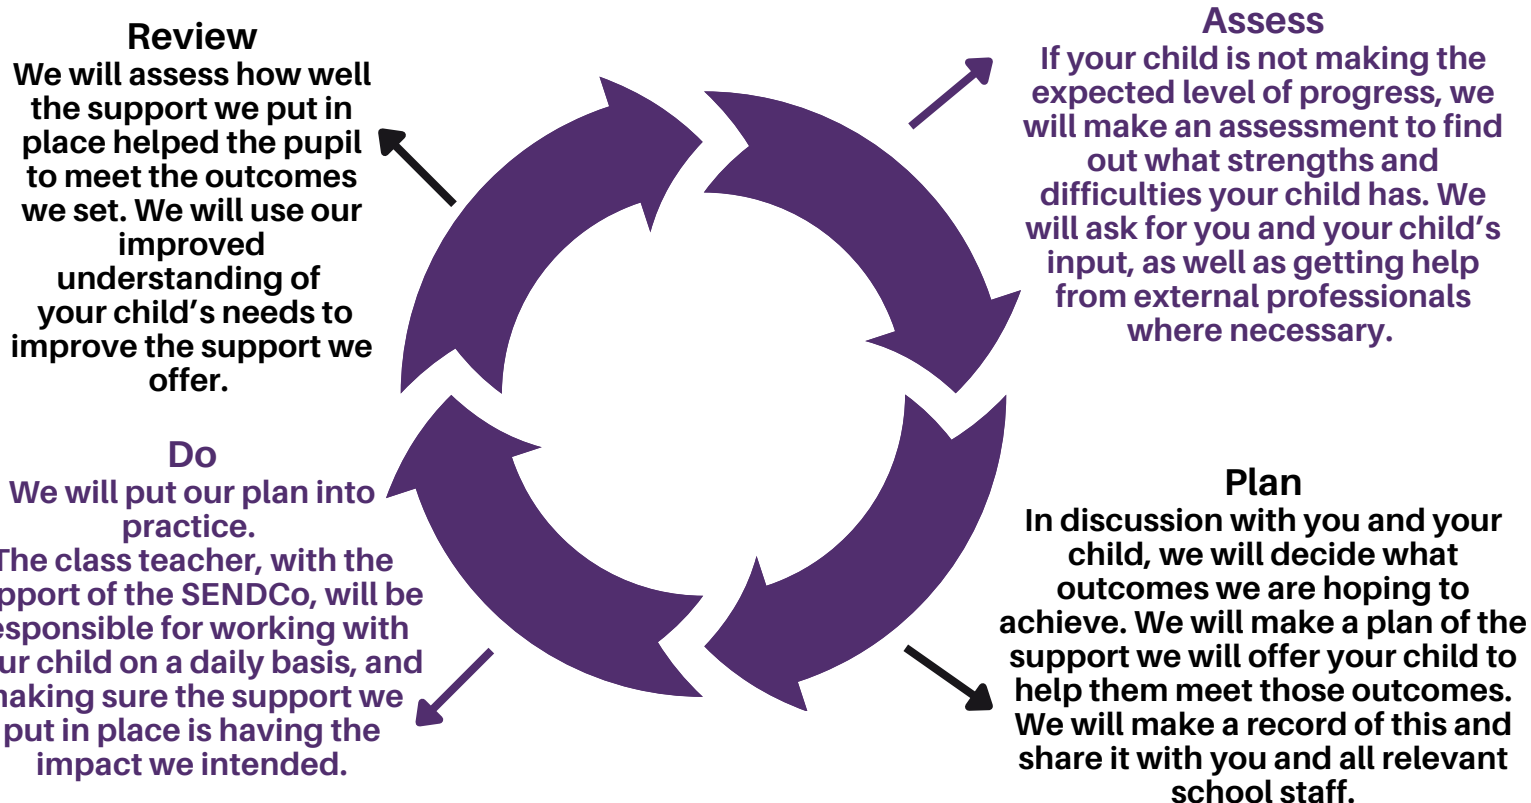 Review
We will assess how well
the support we put in
place helped the pupil
to meet the outcomes
we set. We will use our
improved
understanding of
your child’s needs to
improve the support we
offer.
Assess
If your child is not making the
expected level of progress, we
will make an assessment to find
out what strengths and
difficulties your child has. We
will ask for you and your child’s
input, as well as getting help
from external professionals
where necessary.
Do
We will put our plan into
practice.
The class teacher, with the
pport of the SENDCo, will be
esponsible for working with
ur child on a daily basis, and
making sure the support we
put in place is having the
impact we intended.
Plan
In discussion with you and your
child, we will decide what
outcomes we are hoping to
achieve. We will make a plan of the
support we will offer your child to
help them meet those outcomes.
We will make a record of this and
share it with you and all relevant
school staff.